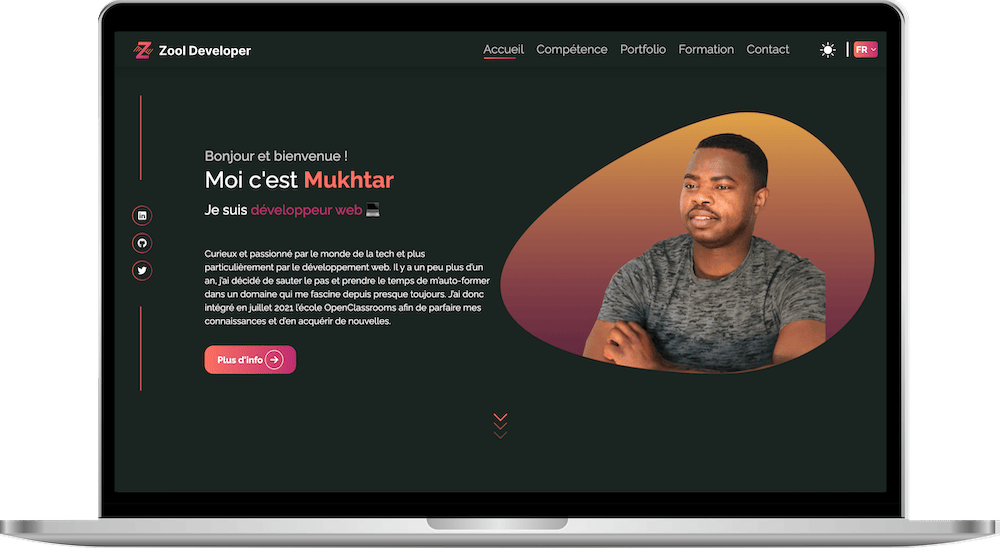 Zool Developer
Accueil Compétence Portfolio Formation Contact
FR
Bonjour et bienvenue !
Moi c'est Mukhtar
Je suis développeur web
Curieux et passionné par le monde de la tech et plus
particulièrement par le développement web. Il y a un peu plus d'un
an, j'ai décidé de sauter le pas et prendre le temps de m'auto-former
dans un domaine qui me fascine depuis presque toujours. J'ai donc
intégré en juillet 2021 l'école OpenClassrooms afin de parfaire mes
connaissances et d'en acquérir de nouvelles.
Plus d'info